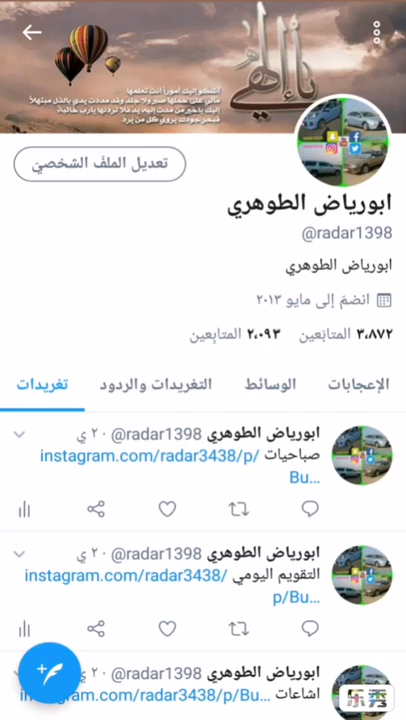 يا إلهي
أشكو إليك أموراً أنت تعلمها
مالي على حملها صبر ولا جلد وقد مددت يدي بالذل مبتهلاً
إليك يا خير من مدت إليه يد فلا تردنها يارب خائبة
فبحر جودك يروي كل من يرد
تعديل الملف الشخصيّ
ابورياض الطوهري
@radar1398
ابورياض الطوهري
انضمَ إلى مايو ٢٠١٣
٣،٨٧٢ المتابَعين ٢،٠٩٣ المتابِعين
تغريدات التغريدات والردود الوسائط الإعجابات
ابورياض الطوهري @radar1398 · ٢٠ ي
صباحيات instagram.com/radar3438/p/
Bu…
ابورياض الطوهري @radar1398 · ٢٠ ي
التقويم اليومي instagram.com/radar3438/
p/Bu…
ابورياض الطوهري @radar1398 · ٢٠ ي
اشاعات instagram.com/radar3438/p/Bu…
乐秀